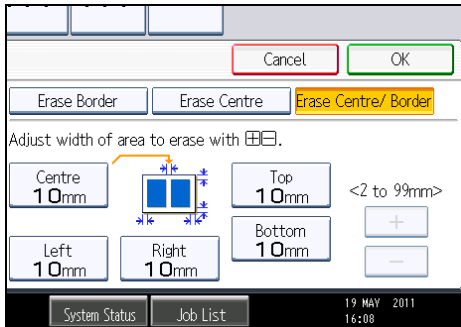 Cancel OK
Erase Border Erase Centre Erase Centre/ Border
Adjust width of area to erase with ⊞⊟.
Centre
10mm
Top
10mm
<2 to 99mm>
+
Bottom
10mm
−
Left
10mm
Right
10mm
System Status Job List
19 MAY 2011
16:08